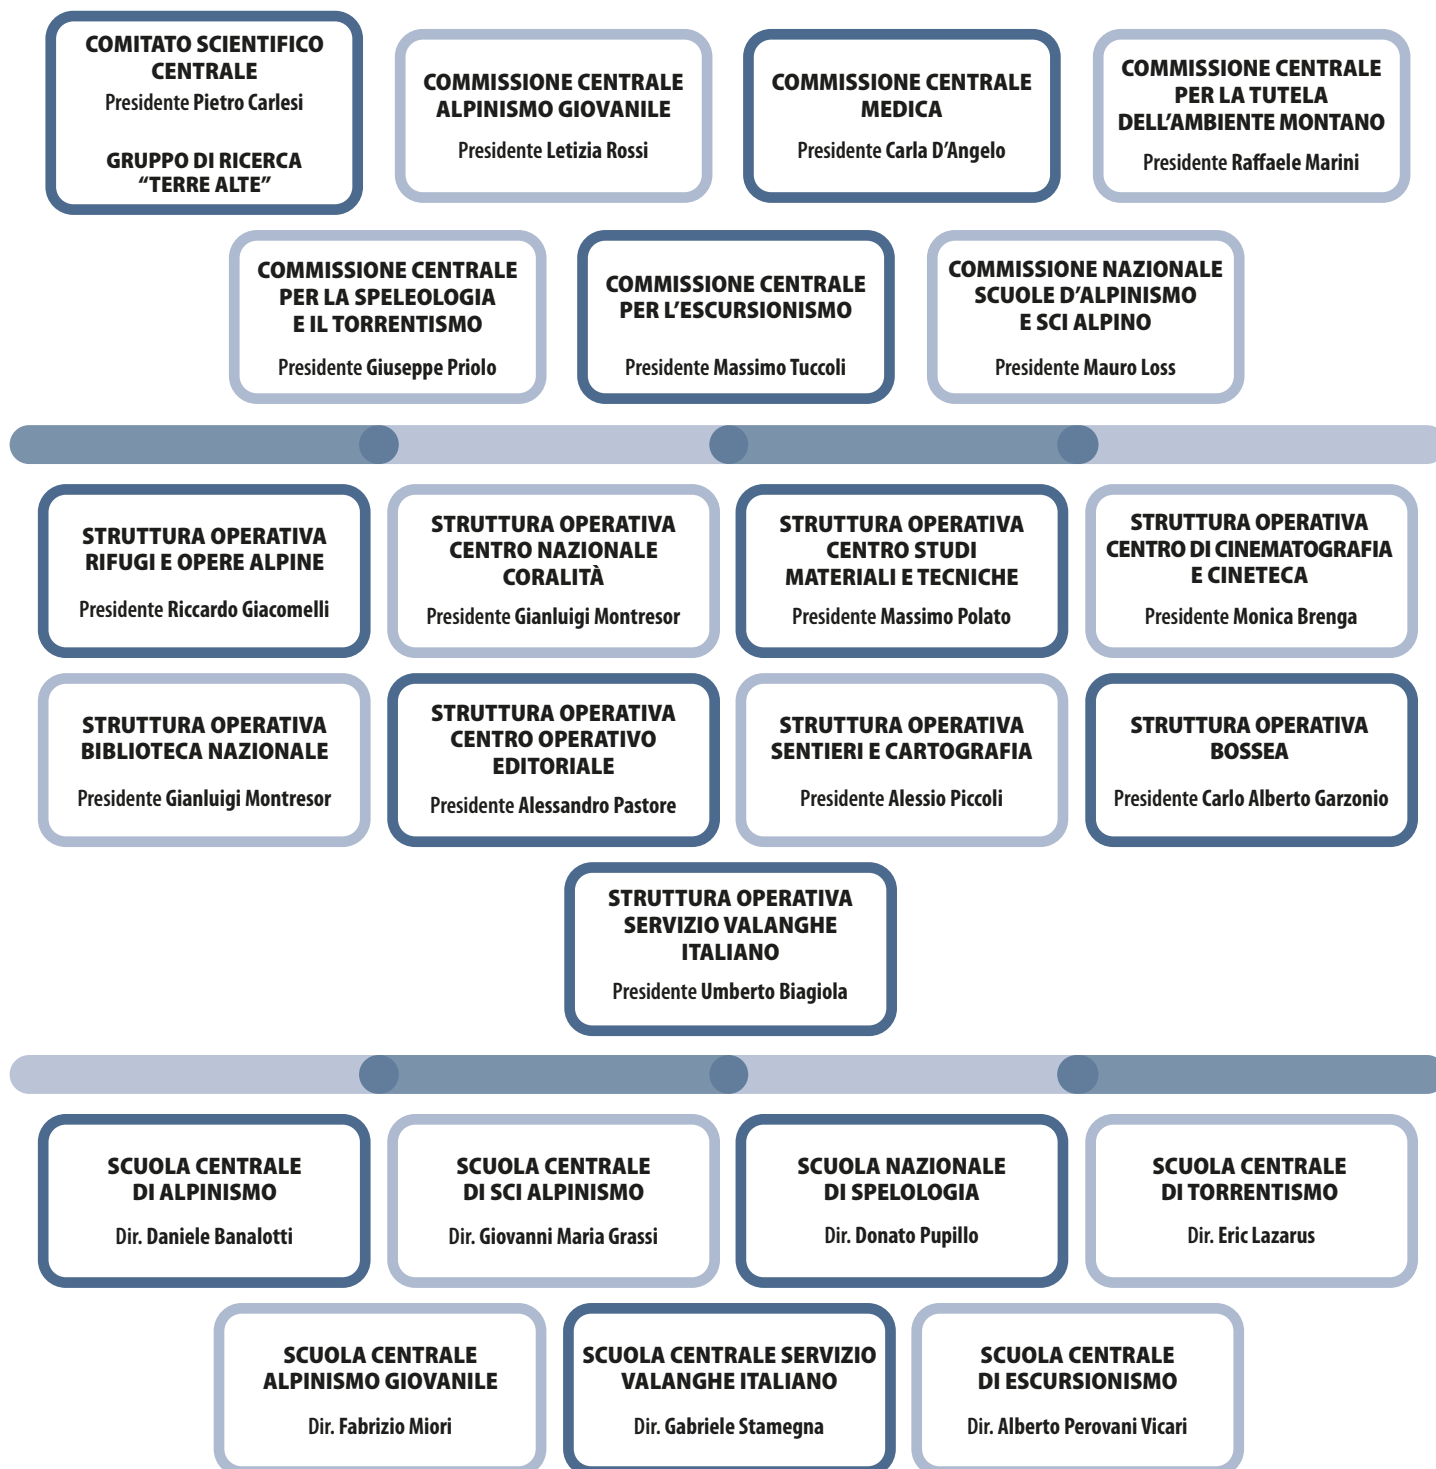 COMITATO SCIENTIFICO
CENTRALE
Presidente Pietro Carlesi
GRUPPO DI RICERCA
“TERRE ALTE”
COMMISSIONE CENTRALE
ALPINISMO GIOVANILE
Presidente Letizia Rossi
COMMISSIONE CENTRALE
MEDICA
Presidente Carla D’Angelo
COMMISSIONE CENTRALE
PER LA TUTELA
DELL’AMBIENTE MONTANO
Presidente Raffaele Marini
COMMISSIONE CENTRALE
PER LA SPELEOLOGIA
E IL TORRENTISMO
Presidente Giuseppe Priolo
COMMISSIONE CENTRALE
PER L’ESCURSIONISMO
Presidente Massimo Tuccoli
COMMISSIONE NAZIONALE
SCUOLE D’ALPINISMO
E SCI ALPINO
Presidente Mauro Loss
STRUTTURA OPERATIVA
RIFUGI E OPERE ALPINE
Presidente Riccardo Giacomelli
STRUTTURA OPERATIVA
CENTRO NAZIONALE
CORALITÀ
Presidente Gianluigi Montresor
STRUTTURA OPERATIVA
CENTRO STUDI
MATERIALI E TECNICHE
Presidente Massimo Polato
STRUTTURA OPERATIVA
CENTRO DI CINEMATOGRAFIA
E CINETECA
Presidente Monica Brenga
STRUTTURA OPERATIVA
BIBLIOTECA NAZIONALE
Presidente Gianluigi Montresor
STRUTTURA OPERATIVA
CENTRO OPERATIVO
EDITORIALE
Presidente Alessandro Pastore
STRUTTURA OPERATIVA
SENTIERI E CARTOGRAFIA
Presidente Alessio Piccoli
STRUTTURA OPERATIVA
BOSSEA
Presidente Carlo Alberto Garzonio
STRUTTURA OPERATIVA
SERVIZIO VALANGHE
ITALIANO
Presidente Umberto Biagiola
SCUOLA CENTRALE
DI ALPINISMO
Dir. Daniele Banalotti
SCUOLA CENTRALE
DI SCI ALPINISMO
Dir. Giovanni Maria Grassi
SCUOLA NAZIONALE
DI SPELOLOGIA
Dir. Donato Pupillo
SCUOLA CENTRALE
DI TORRENTISMO
Dir. Eric Lazarus
SCUOLA CENTRALE
ALPINISMO GIOVANILE
Dir. Fabrizio Miori
SCUOLA CENTRALE SERVIZIO
VALANGHE ITALIANO
Dir. Gabriele Stamegna
SCUOLA CENTRALE
DI ESCURSIONISMO
Dir. Alberto Perovani Vicari